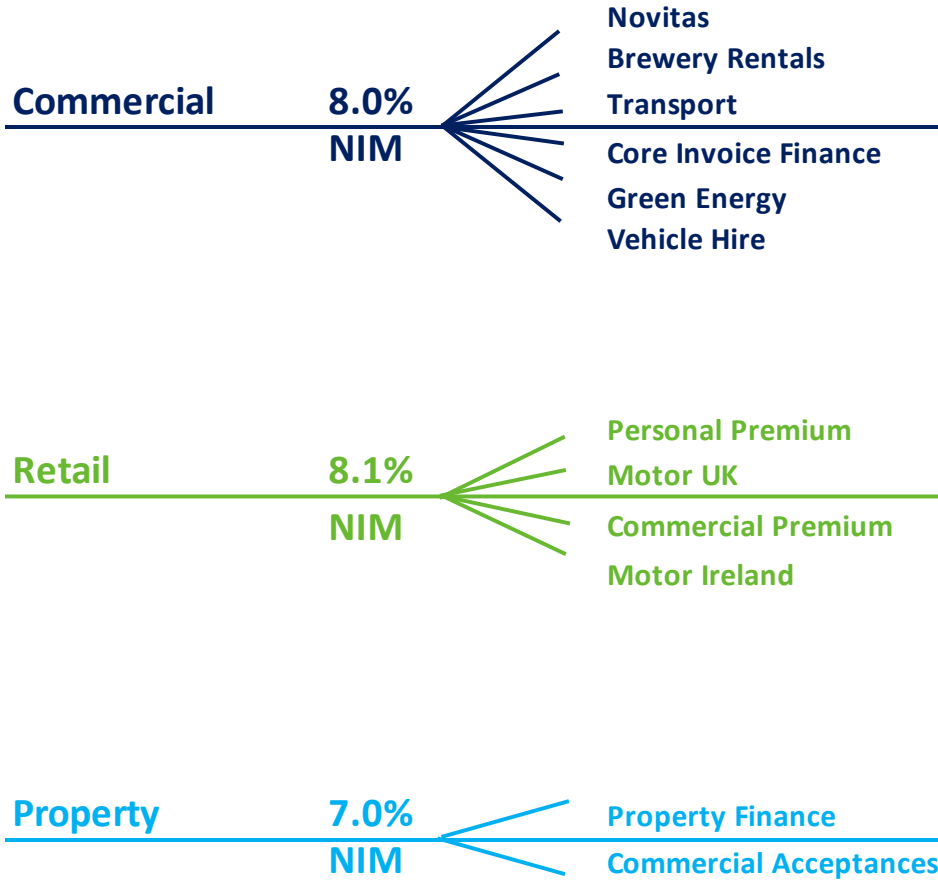 Commercial
8.0%
NIM
Novitas
Brewery Rentals
Transport
Core Invoice Finance
Green Energy
Vehicle Hire
Retail
8.1%
NIM
Personal Premium
Motor UK
Commercial Premium
Motor Ireland
Property
7.0%
NIM
Property Finance
Commercial Acceptances